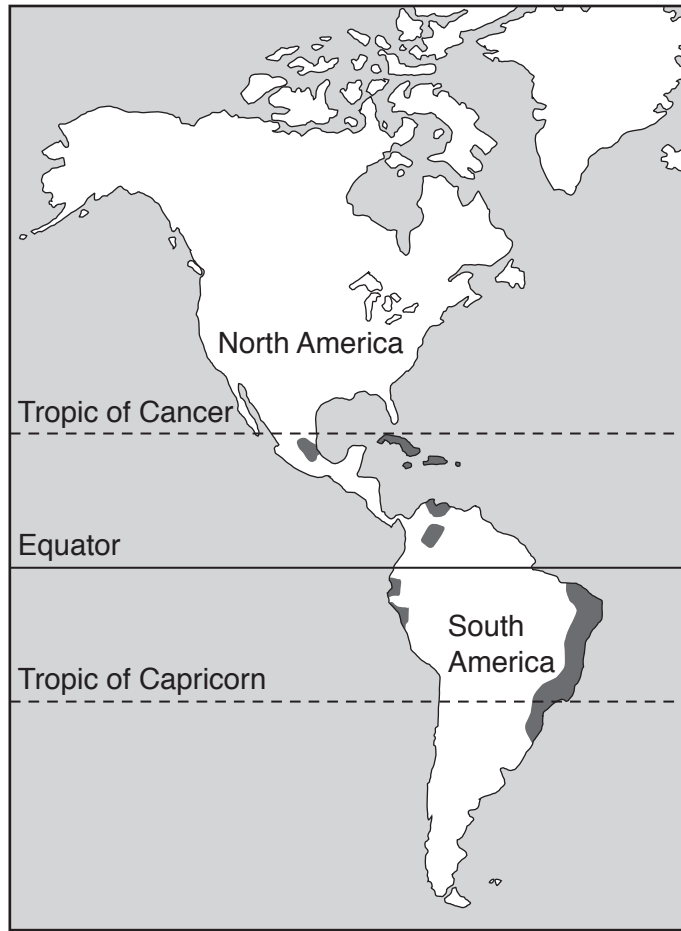 North America
Tropic of Cancer
Equator
South
America
Tropic of Capricorn